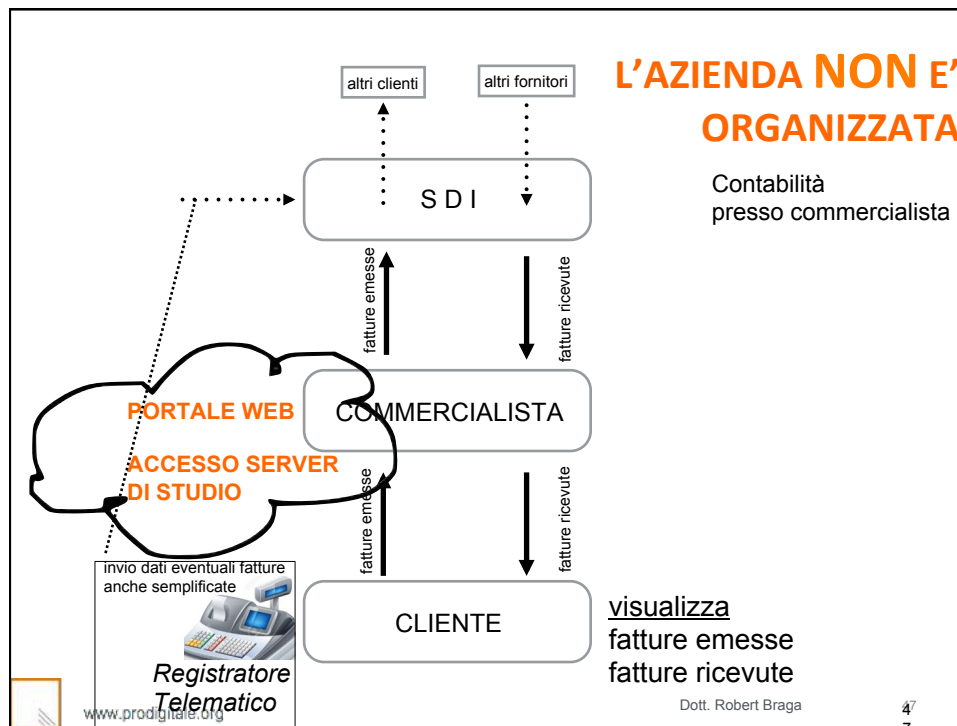 L'AZIENDA NON E'
ORGANIZZATA
altri clienti
altri fornitori
Contabilità
presso commercialista
S D I
fatture emesse
fatture ricevute
PORTALE WEB
COMMERCIALISTA
ACCESSO SERVER
DI STUDIO
fatture emesse
fatture ricevute
invio dati eventuali fatture
anche semplificate
CLIENTE
visualizza
fatture emesse
fatture ricevute
Registratore
Telematico
www.prodigitale.org
Dott. Robert Braga